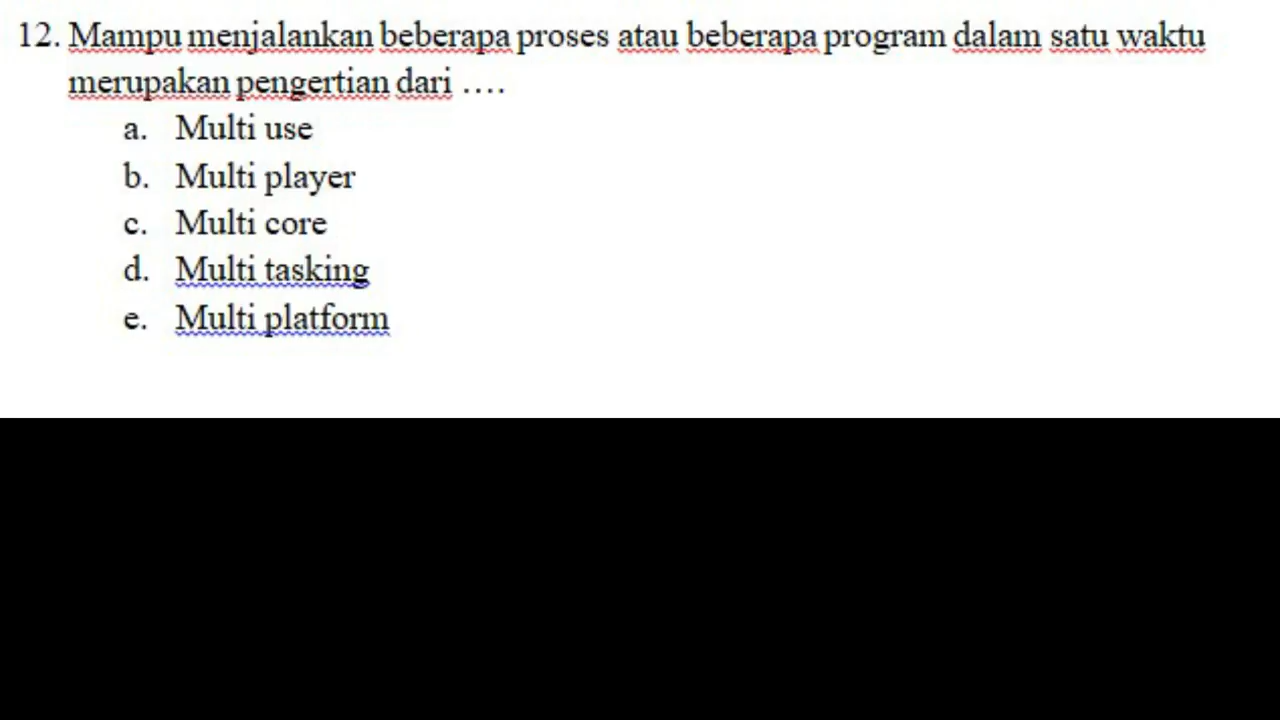 12. Mampu menjalankan beberapa proses atau beberapa program dalam satu waktu
merupakan pengertian dari ....
a. Multi use
b. Multi player
c. Multi core
d. Multi tasking
e. Multi platform